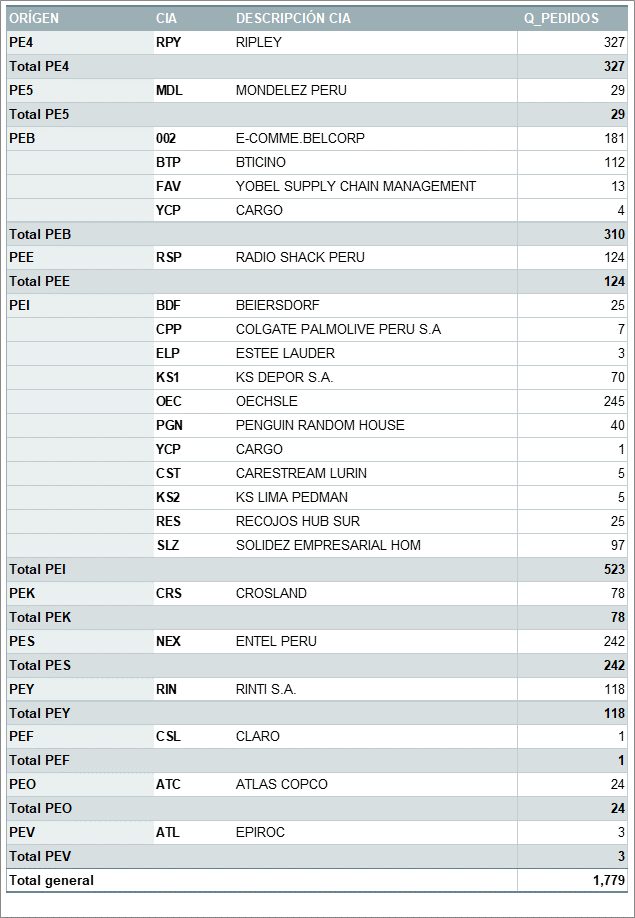 ORÍGEN CIA DESCRIPCIÓN CIA Q_PEDIDOS
PE4 RPY RIPLEY 327
Total PE4 327
PE5 MDL MONDELEZ PERU 29
Total PE5 29
PEB 002 E-COMME.BELCORP 181
BTP BTICINO 112
FAV YOBEL SUPPLY CHAIN MANAGEMENT 13
YCP CARGO 4
Total PEB 310
PEE RSP RADIO SHACK PERU 124
Total PEE 124
PEI BDF BEIERSDORF 25
CPP COLGATE PALMOLIVE PERU S.A 7
ELP ESTEE LAUDER 3
KS1 KS DEPOR S.A. 70
OEC OECHSLE 245
PGN PENGUIN RANDOM HOUSE 40
YCP CARGO 1
CST CARESTREAM LURIN 5
KS2 KS LIMA PEDMAN 5
RES RECOJOS HUB SUR 25
SLZ SOLIDEZ EMPRESARIAL HOM 97
Total PEI 523
PEK CRS CROSLAND 78
Total PEK 78
PES NEX ENTEL PERU 242
Total PES 242
PEY RIN RINTI S.A. 118
Total PEY 118
PEF CSL CLARO 1
Total PEF 1
PEO ATC ATLAS COPCO 24
Total PEO 24
PEV ATL EPIROC 3
Total PEV 3
Total general 1,779